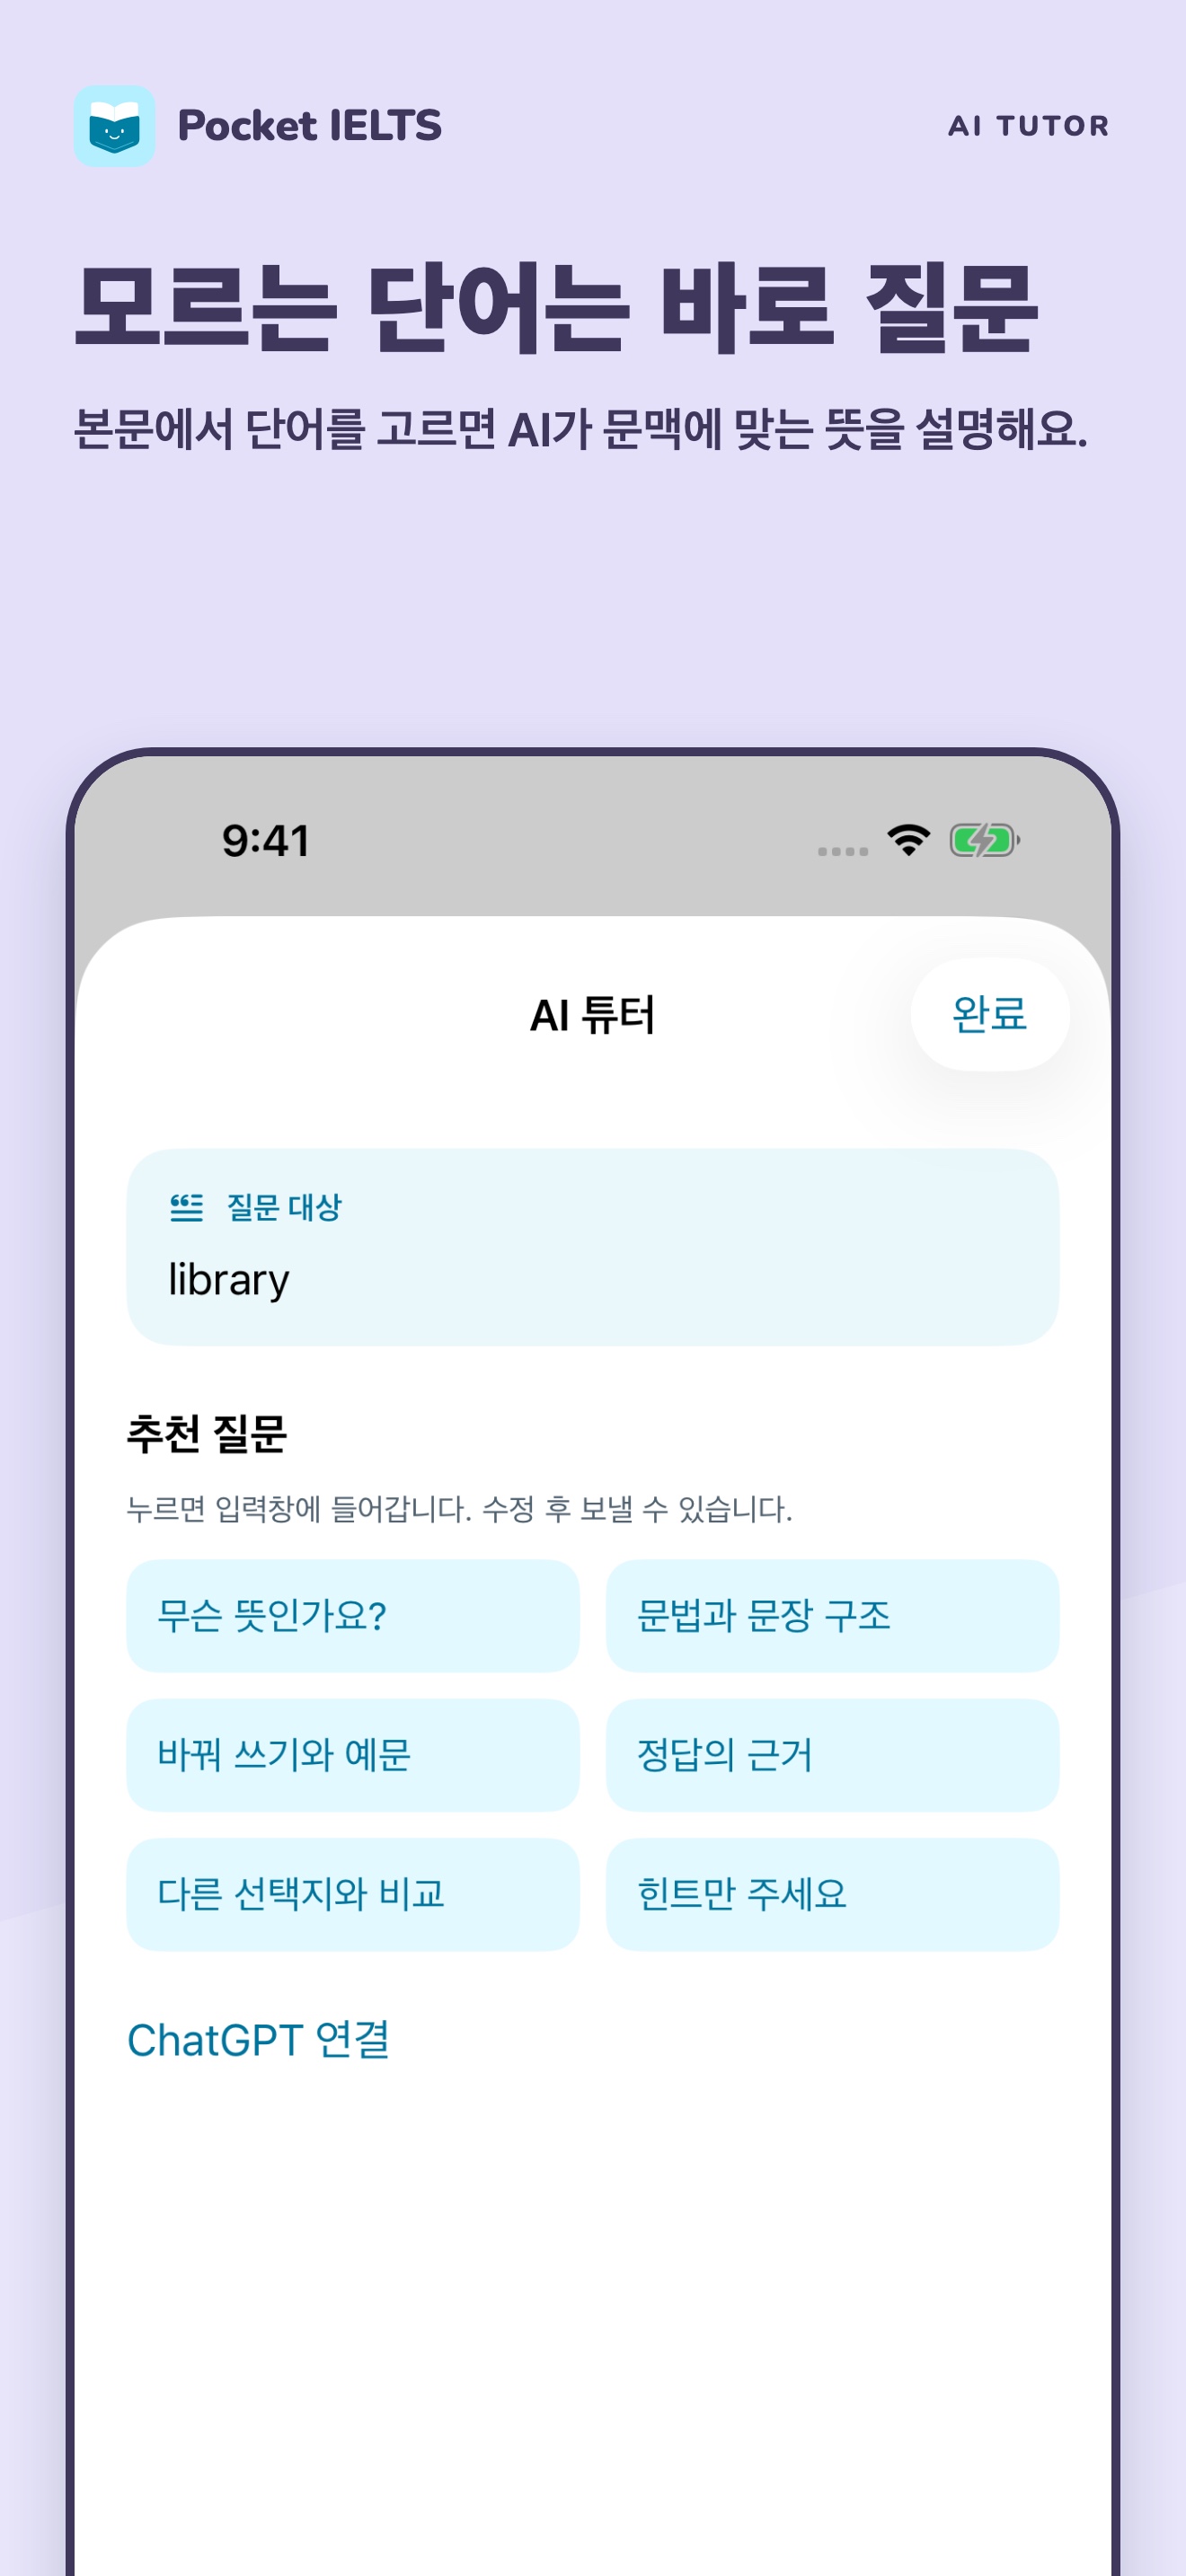 Pocket IELTS
AI TUTOR
모르는 단어는 바로 질문
본문에서 단어를 고르면 AI가 문맥에 맞는 뜻을 설명해요.
9:41
AI 튜터
완료
질문 대상
library
추천 질문
누르면 입력창에 들어갑니다. 수정 후 보낼 수 있습니다.
무슨 뜻인가요?
문법과 문장 구조
바꿔 쓰기와 예문
정답의 근거
다른 선택지와 비교
힌트만 주세요
ChatGPT 연결